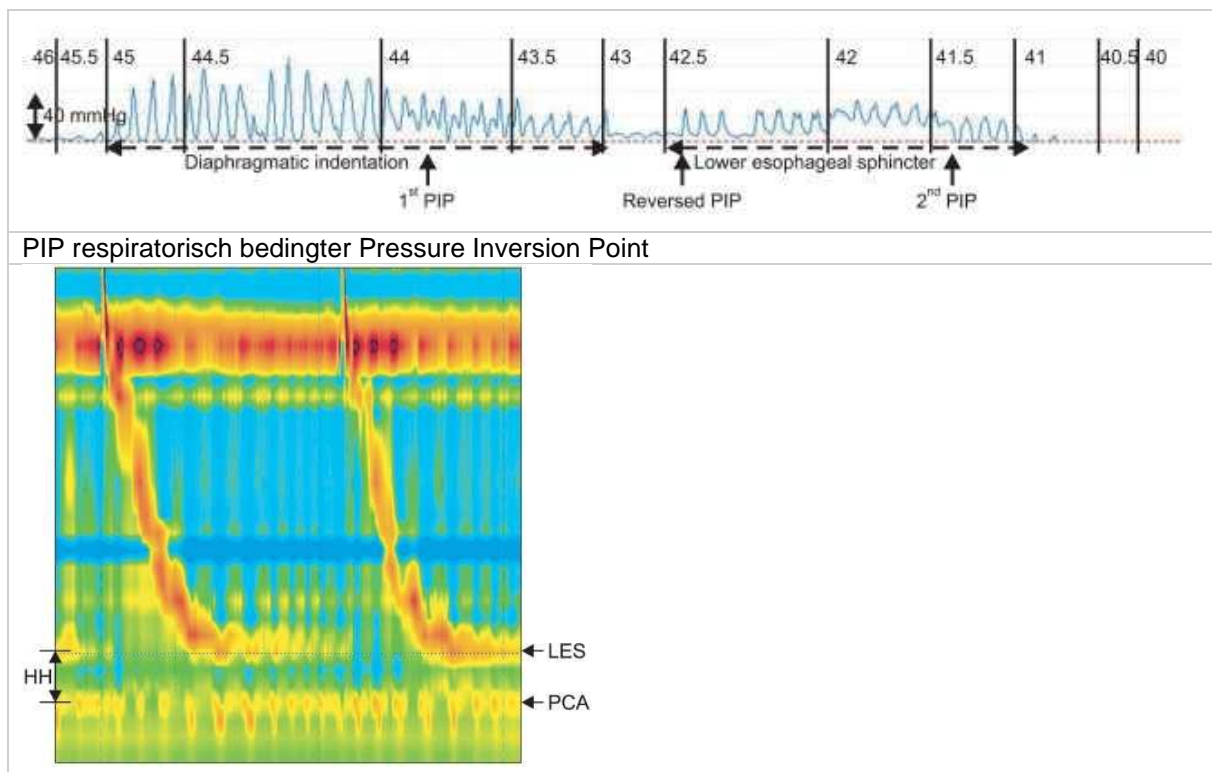 46 45.5 45 44.5 44 43.5 43 42.5 42 41.5 41 40.5 40
40 mmHg
Diaphragmatic indentation Lower esophageal sphincter
1st PIP Reversed PIP 2nd PIP
PIP respiratorisch bedingter Pressure Inversion Point
LES
HH
PCA